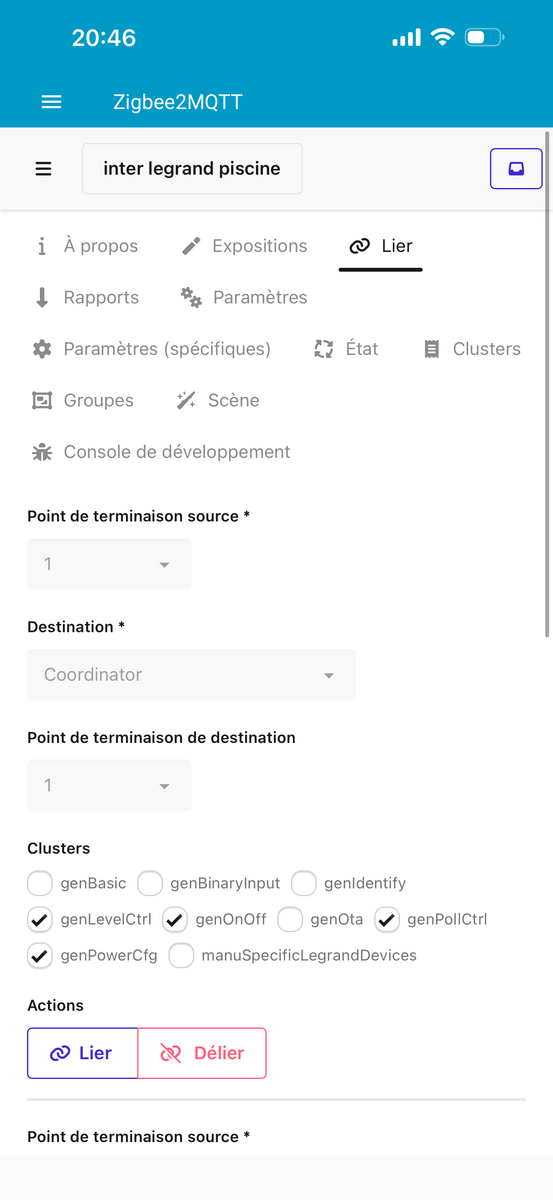 20:46
Zigbee2MQTT
inter legrand piscine
À propos Expositions Lier
Rapports Paramètres
Paramètres (spécifiques) État Clusters
Groupes Scène
Console de développement
Point de terminaison source *
1
Destination *
Coordinator
Point de terminaison de destination
1
Clusters
genBasic genBinaryInput genIdentify
genLevelCtrl genOnOff genOta genPollCtrl
genPowerCfg manuSpecificLegrandDevices
Actions
Lier Délier
Point de terminaison source *